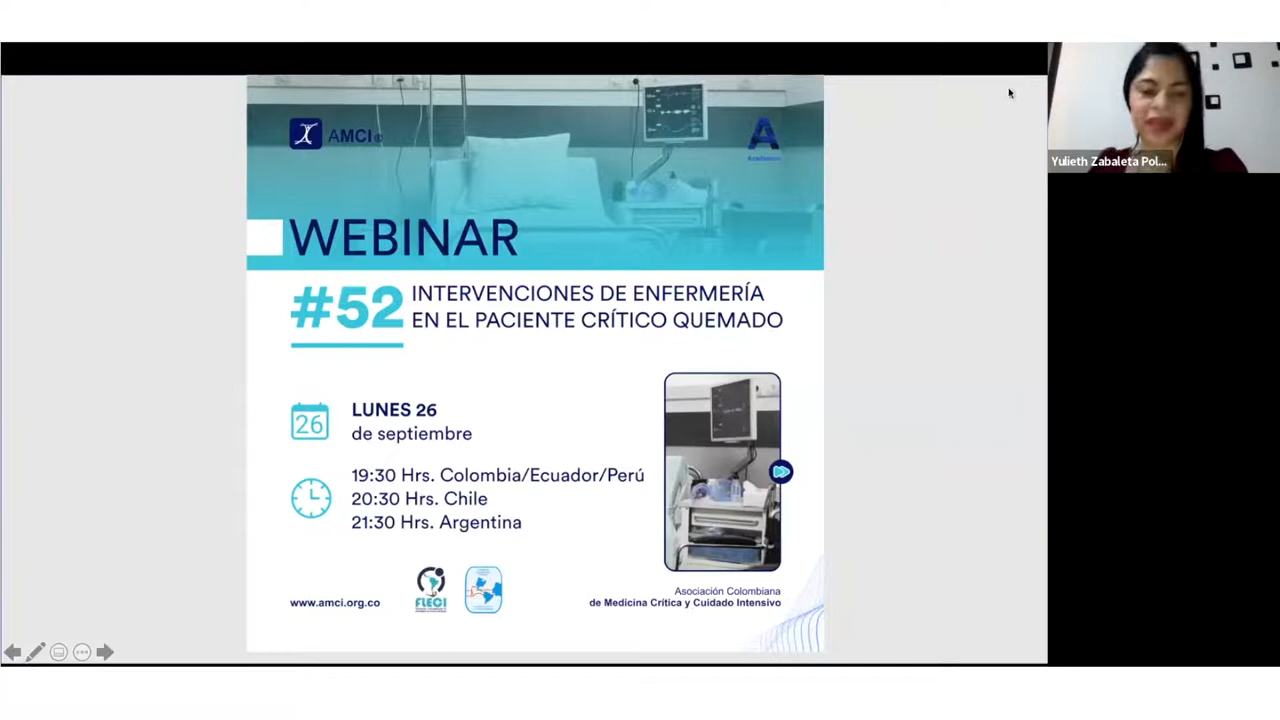 AMCI®
Academia
WEBINAR
#52
INTERVENCIONES DE ENFERMERÍA
EN EL PACIENTE CRÍTICO QUEMADO
26
LUNES 26
de septiembre
19:30 Hrs. Colombia/Ecuador/Perú
20:30 Hrs. Chile
21:30 Hrs. Argentina
www.amci.org.co
FLECI
Asociación Colombiana
de Medicina Crítica y Cuidado Intensivo
Yulieth Zabaleta Pol...